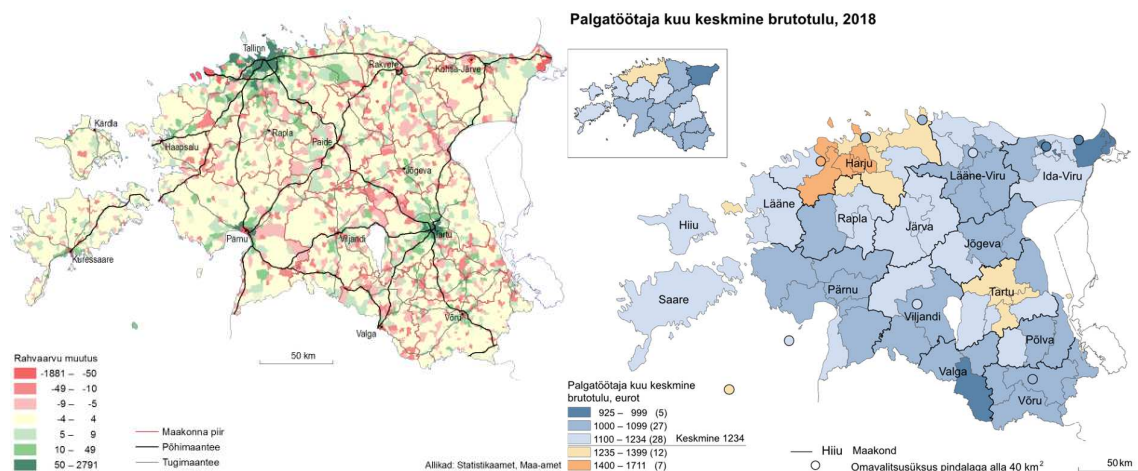 Tallinn
Rakvere
Kohtla-Järve
Kärdla
Haapsalu
Rapla
Paide
Jõgeva
Kuressaare
Pärnu
Viljandi
Tartu
Valga
Võru
50 km
Rahvaarvu muutus
-1881 – -50
-49 – -10
-9 – -5
-4 – 4
5 – 9
10 – 49
50 – 2791
Maakonna piir
Põhimaantee
Tugimaantee
Allikad: Statistikaamet, Maa-amet
Palgatöötaja kuu keskmine brutotulu, 2018
Harju
Lääne-Viru
Ida-Viru
Lääne
Hiiu
Rapla
Järva
Jõgeva
Saare
Pärnu
Tartu
Viljandi
Põlva
Valga
Võru
Palgatöötaja kuu keskmine
brutotulu, eurot
925 – 999 (5)
1000 – 1099 (27)
1100 – 1234 (28) Keskmine 1234
1235 – 1399 (12)
1400 – 1711 (7)
Hiiu Maakond
Omavalitsusüksus pindalaga alla 40 km²
50 km